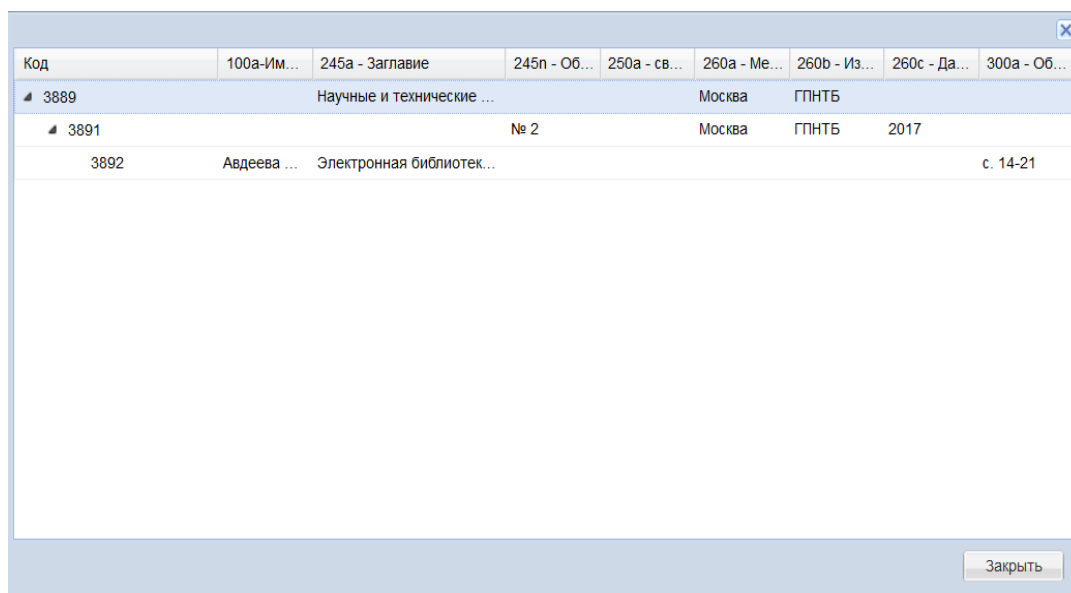 Код 100a-Им... 245a - Заглавие 245n - Об... 250a - св... 260a - Ме... 260b - Из... 260c - Да... 300a - Об...
3889 Научные и технические ... Москва ГПНТБ
3891 № 2 Москва ГПНТБ 2017
3892 Авдеева ... Электронная библиотек... с. 14-21
Закрыть